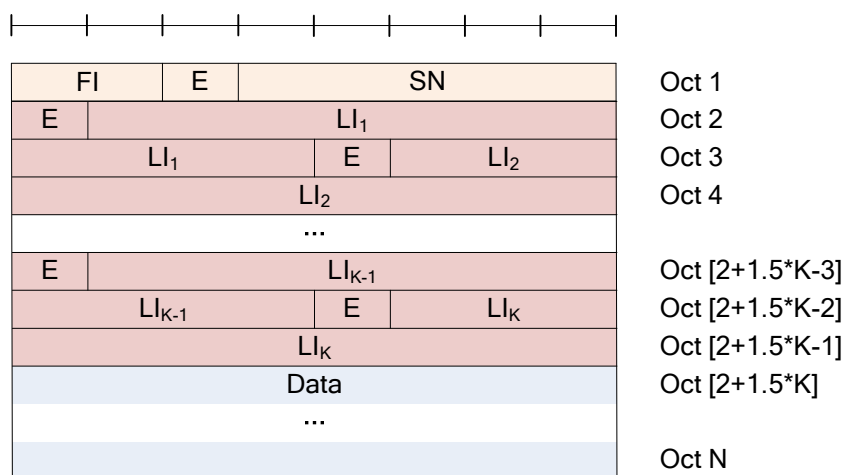 FI E SN Oct 1
E LI₁ Oct 2
LI₁ E LI₂ Oct 3
LI₂ Oct 4
...
E LIK-1 Oct [2+1.5*K-3]
LIK-1 E LIK Oct [2+1.5*K-2]
LIK Oct [2+1.5*K-1]
Data Oct [2+1.5*K]
...
Oct N